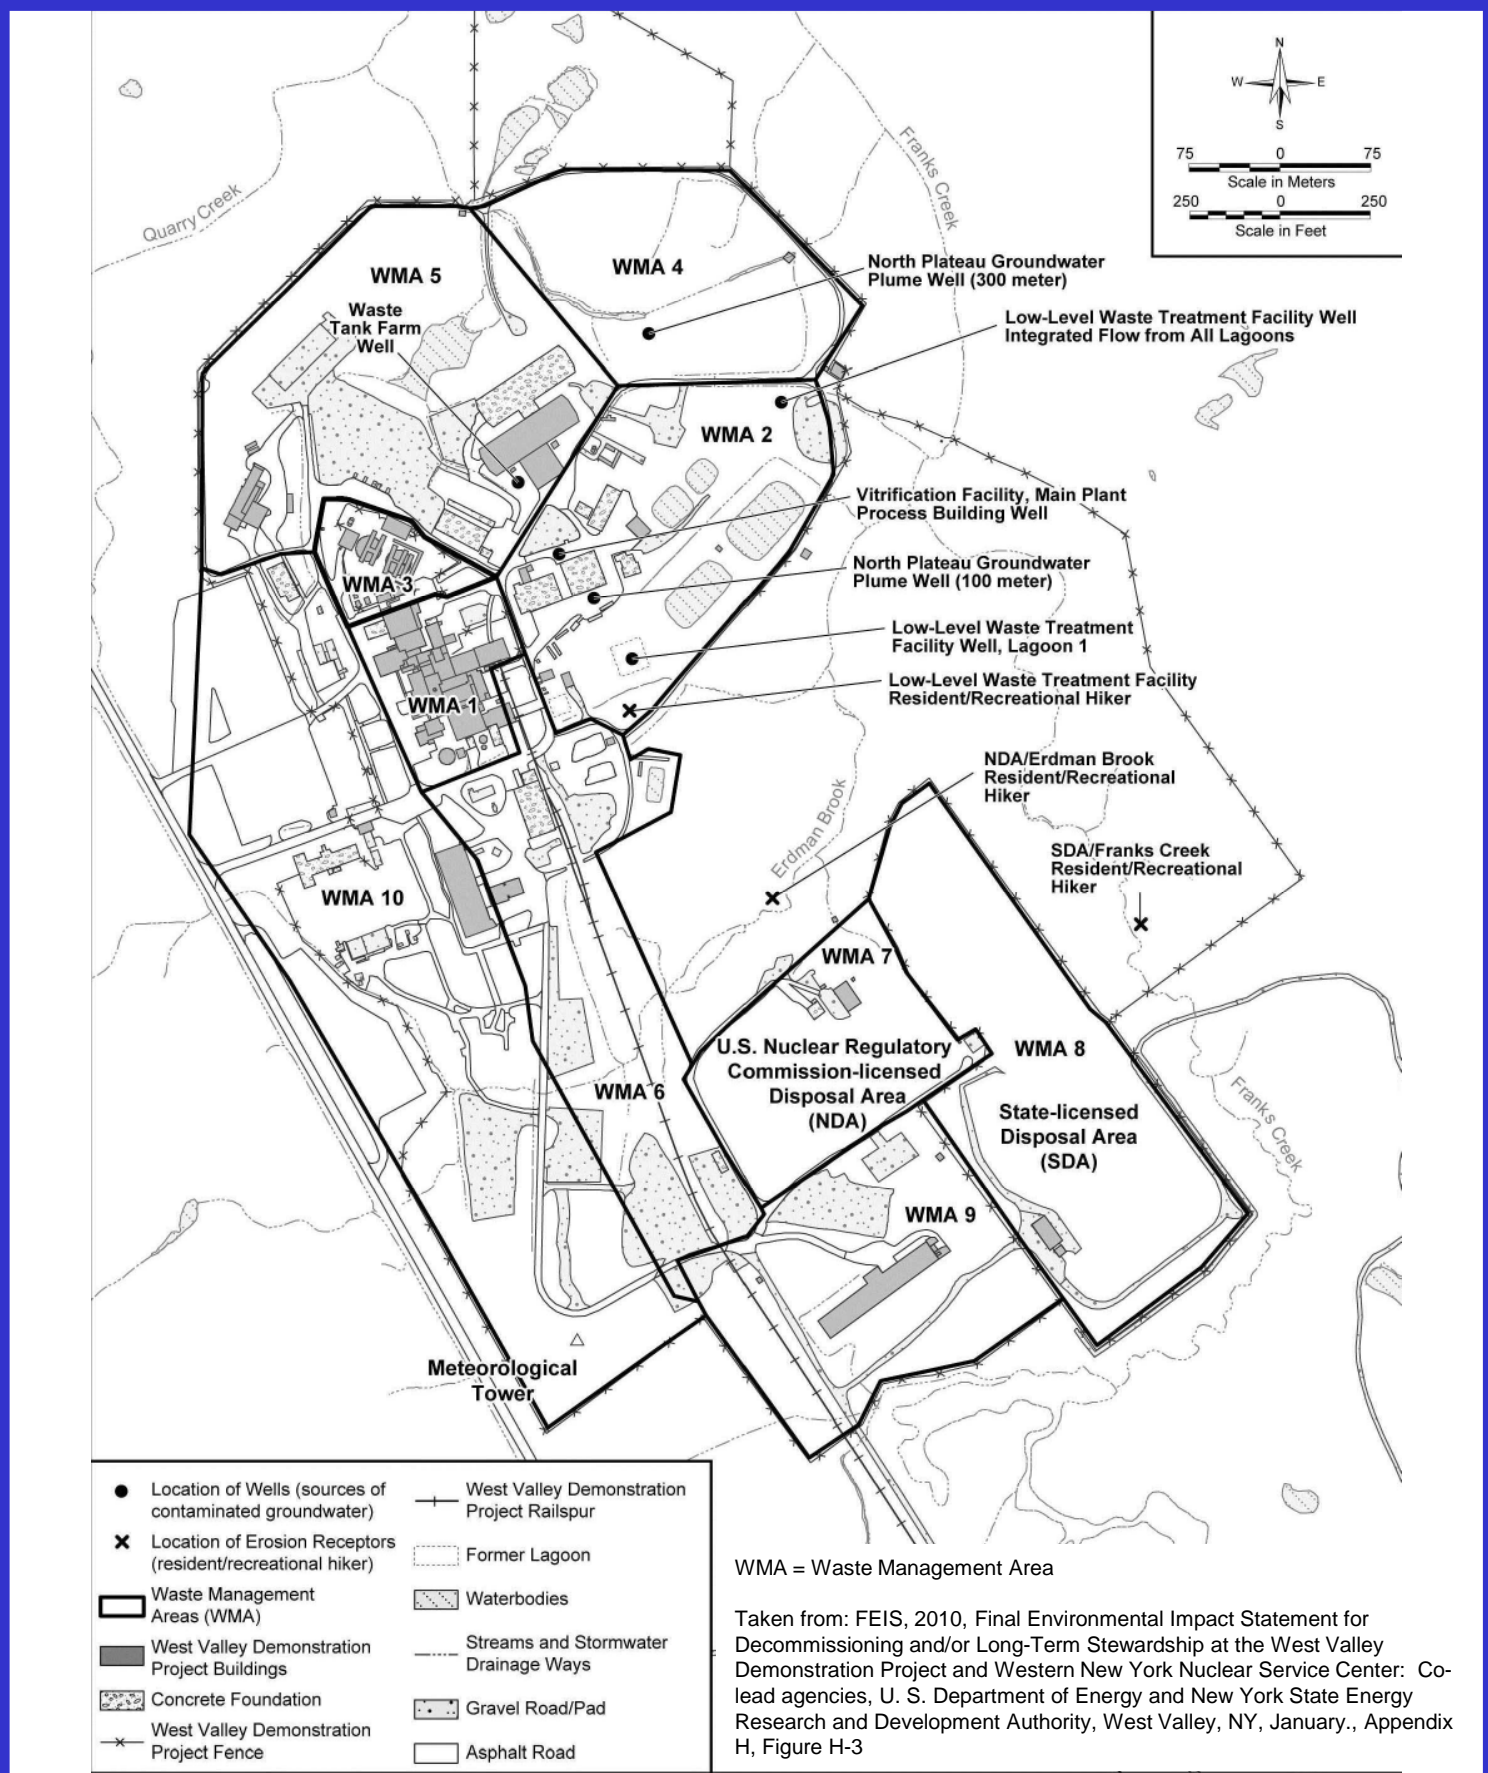 N
W E
S
75 0 75
Scale in Meters
250 0 250
Scale in Feet
Quarry Creek
Franks Creek
WMA 5
WMA 4
North Plateau Groundwater
Plume Well (300 meter)
Waste
Tank Farm
Well
Low-Level Waste Treatment Facility Well
Integrated Flow from All Lagoons
WMA 2
Vitrification Facility, Main Plant
Process Building Well
WMA 3
North Plateau Groundwater
Plume Well (100 meter)
Low-Level Waste Treatment
Facility Well, Lagoon 1
Low-Level Waste Treatment Facility
Resident/Recreational Hiker
WMA 1
NDA/Erdman Brook
Resident/Recreational
Hiker
Erdman Brook
SDA/Franks Creek
Resident/Recreational
Hiker
WMA 10
WMA 7
U.S. Nuclear Regulatory
Commission-licensed
Disposal Area
(NDA)
WMA 8
WMA 6
State-licensed
Disposal Area
(SDA)
Franks Creek
WMA 9
Meteorological
Tower
Location of Wells (sources of
contaminated groundwater)
Location of Erosion Receptors
(resident/recreational hiker)
Waste Management
Areas (WMA)
West Valley Demonstration
Project Buildings
Concrete Foundation
West Valley Demonstration
Project Fence
West Valley Demonstration
Project Railspur
Former Lagoon
Waterbodies
Streams and Stormwater
Drainage Ways
Gravel Road/Pad
Asphalt Road
WMA = Waste Management Area
Taken from: FEIS, 2010, Final Environmental Impact Statement for
Decommissioning and/or Long-Term Stewardship at the West Valley
Demonstration Project and Western New York Nuclear Service Center: Co-
lead agencies, U. S. Department of Energy and New York State Energy
Research and Development Authority, West Valley, NY, January., Appendix
H, Figure H-3